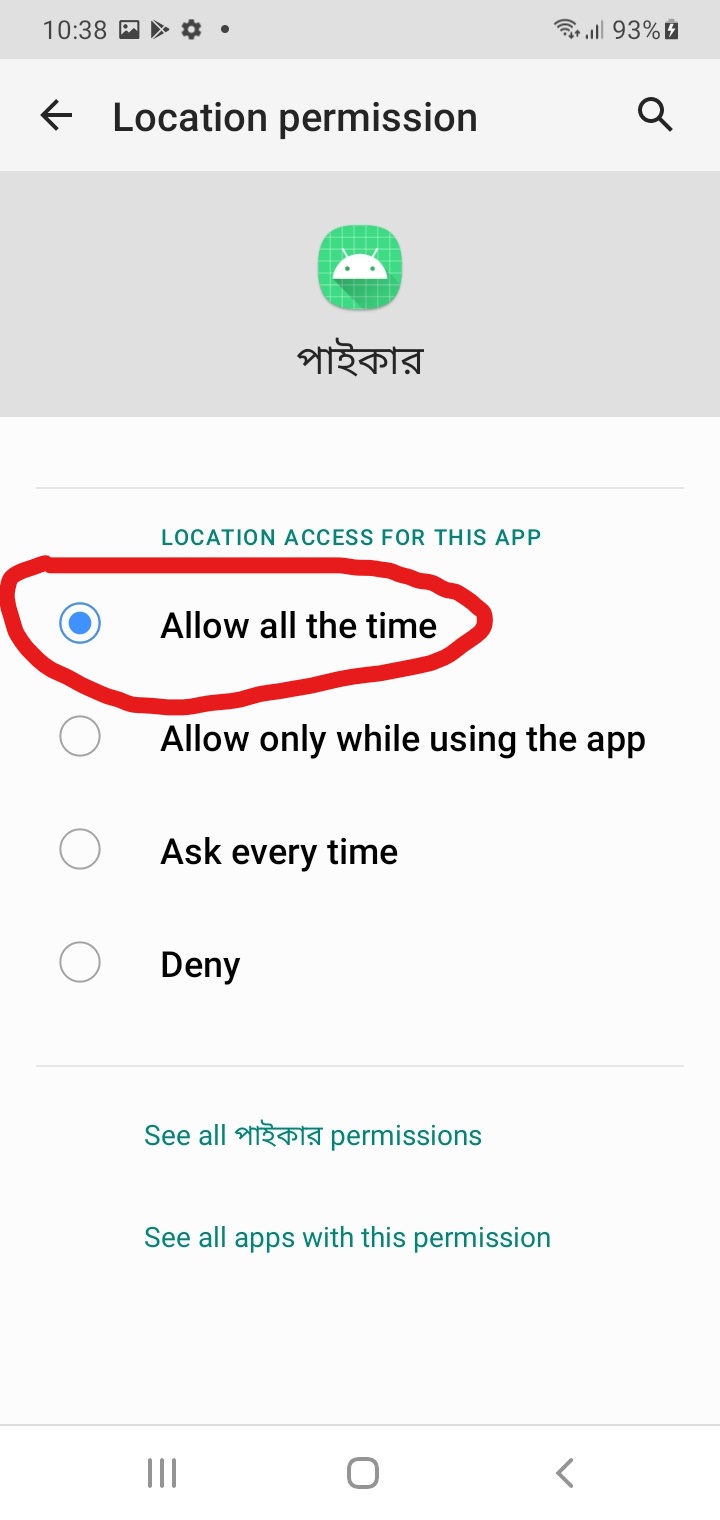 10:38 93%
Location permission
পাইকার
LOCATION ACCESS FOR THIS APP
Allow all the time
Allow only while using the app
Ask every time
Deny
See all পাইকার permissions
See all apps with this permission